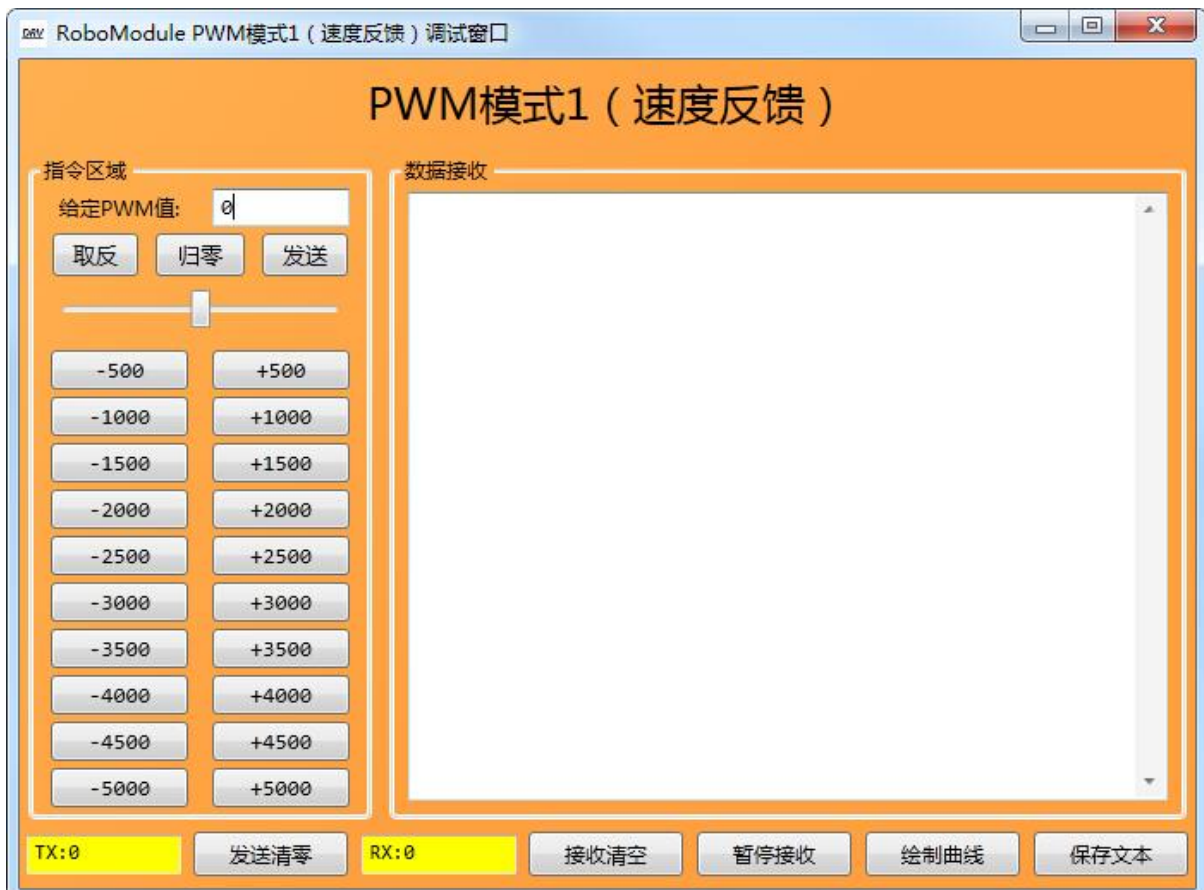 DRV RoboModule PWM模式1（速度反馈）调试窗口
PWM模式1（速度反馈）
指令区域
给定PWM值: 0
取反 归零 发送
-500 +500
-1000 +1000
-1500 +1500
-2000 +2000
-2500 +2500
-3000 +3000
-3500 +3500
-4000 +4000
-4500 +4500
-5000 +5000
数据接收
TX:0 发送清零 RX:0 接收清空 暂停接收 绘制曲线 保存文本